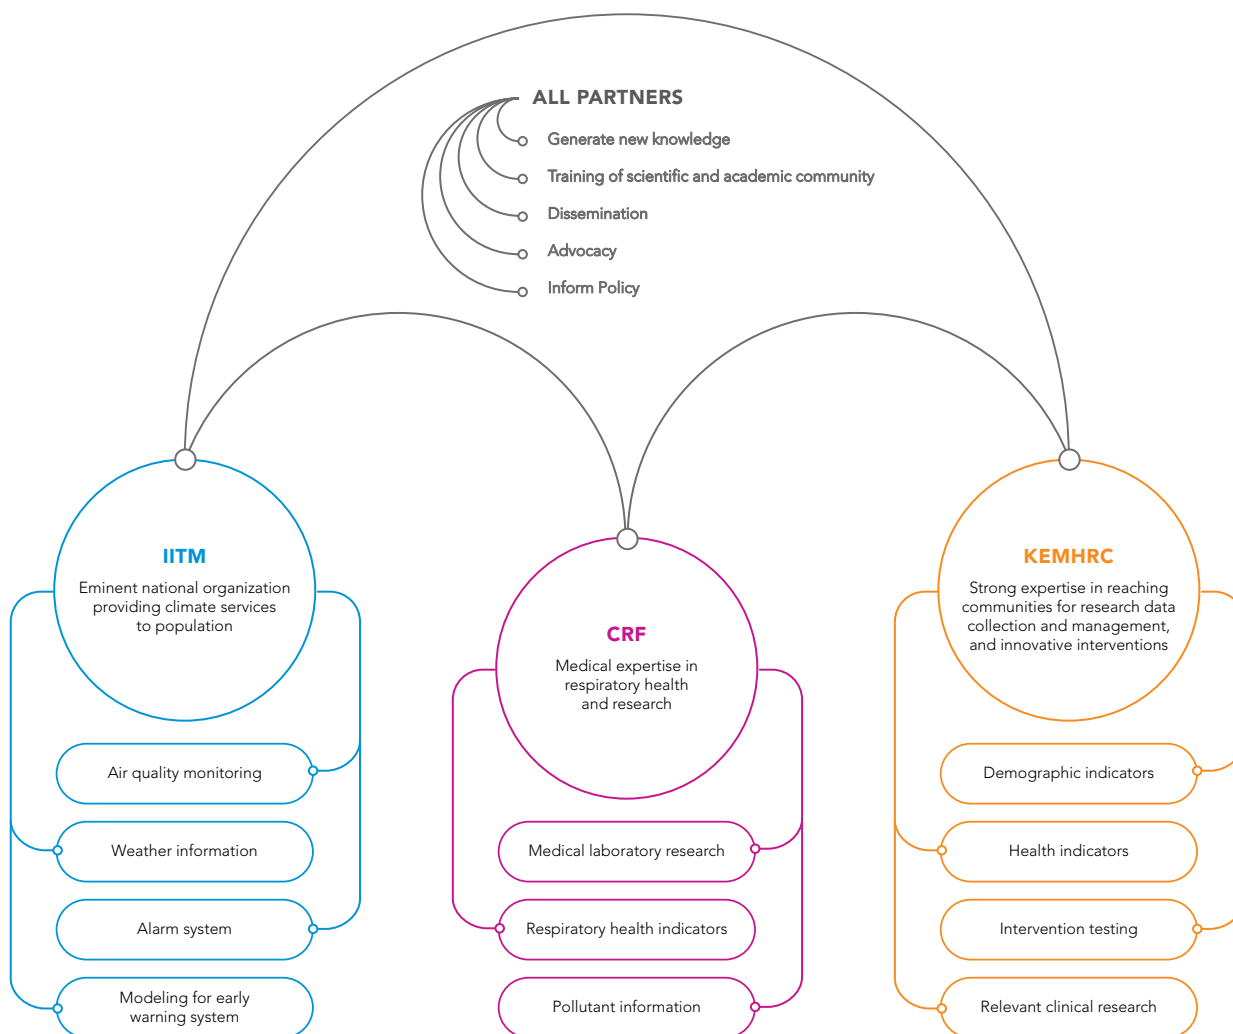 ALL PARTNERS
Generate new knowledge
Training of scientific and academic community
Dissemination
Advocacy
Inform Policy
IITM
Eminent national organization
providing climate services
to population
Air quality monitoring
Weather information
Alarm system
Modeling for early
warning system
CRF
Medical expertise in
respiratory health
and research
Medical laboratory research
Respiratory health indicators
Pollutant information
KEMHRC
Strong expertise in reaching
communities for research data
collection and management,
and innovative interventions
Demographic indicators
Health indicators
Intervention testing
Relevant clinical research